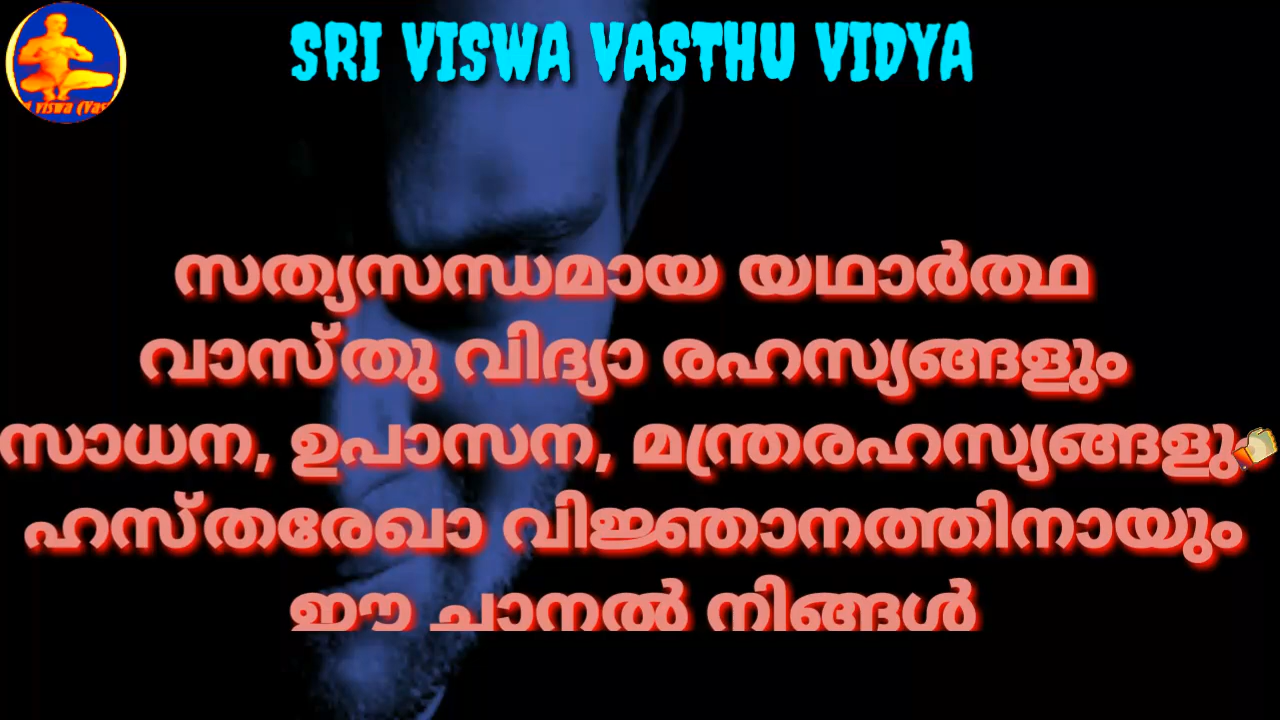 SRI VISWA VASTHU VIDYA
സത്യസന്ധമായ യഥാർത്ഥ
വാസ്തു വിദ്യാ രഹസ്യങ്ങളും
സാധന, ഉപാസന, മന്ത്രരഹസ്യങ്ങളു
ഹസ്തരേഖാ വിജ്ഞാനത്തിനായും
ഈ ചാനൽ നിങ്ങൾ